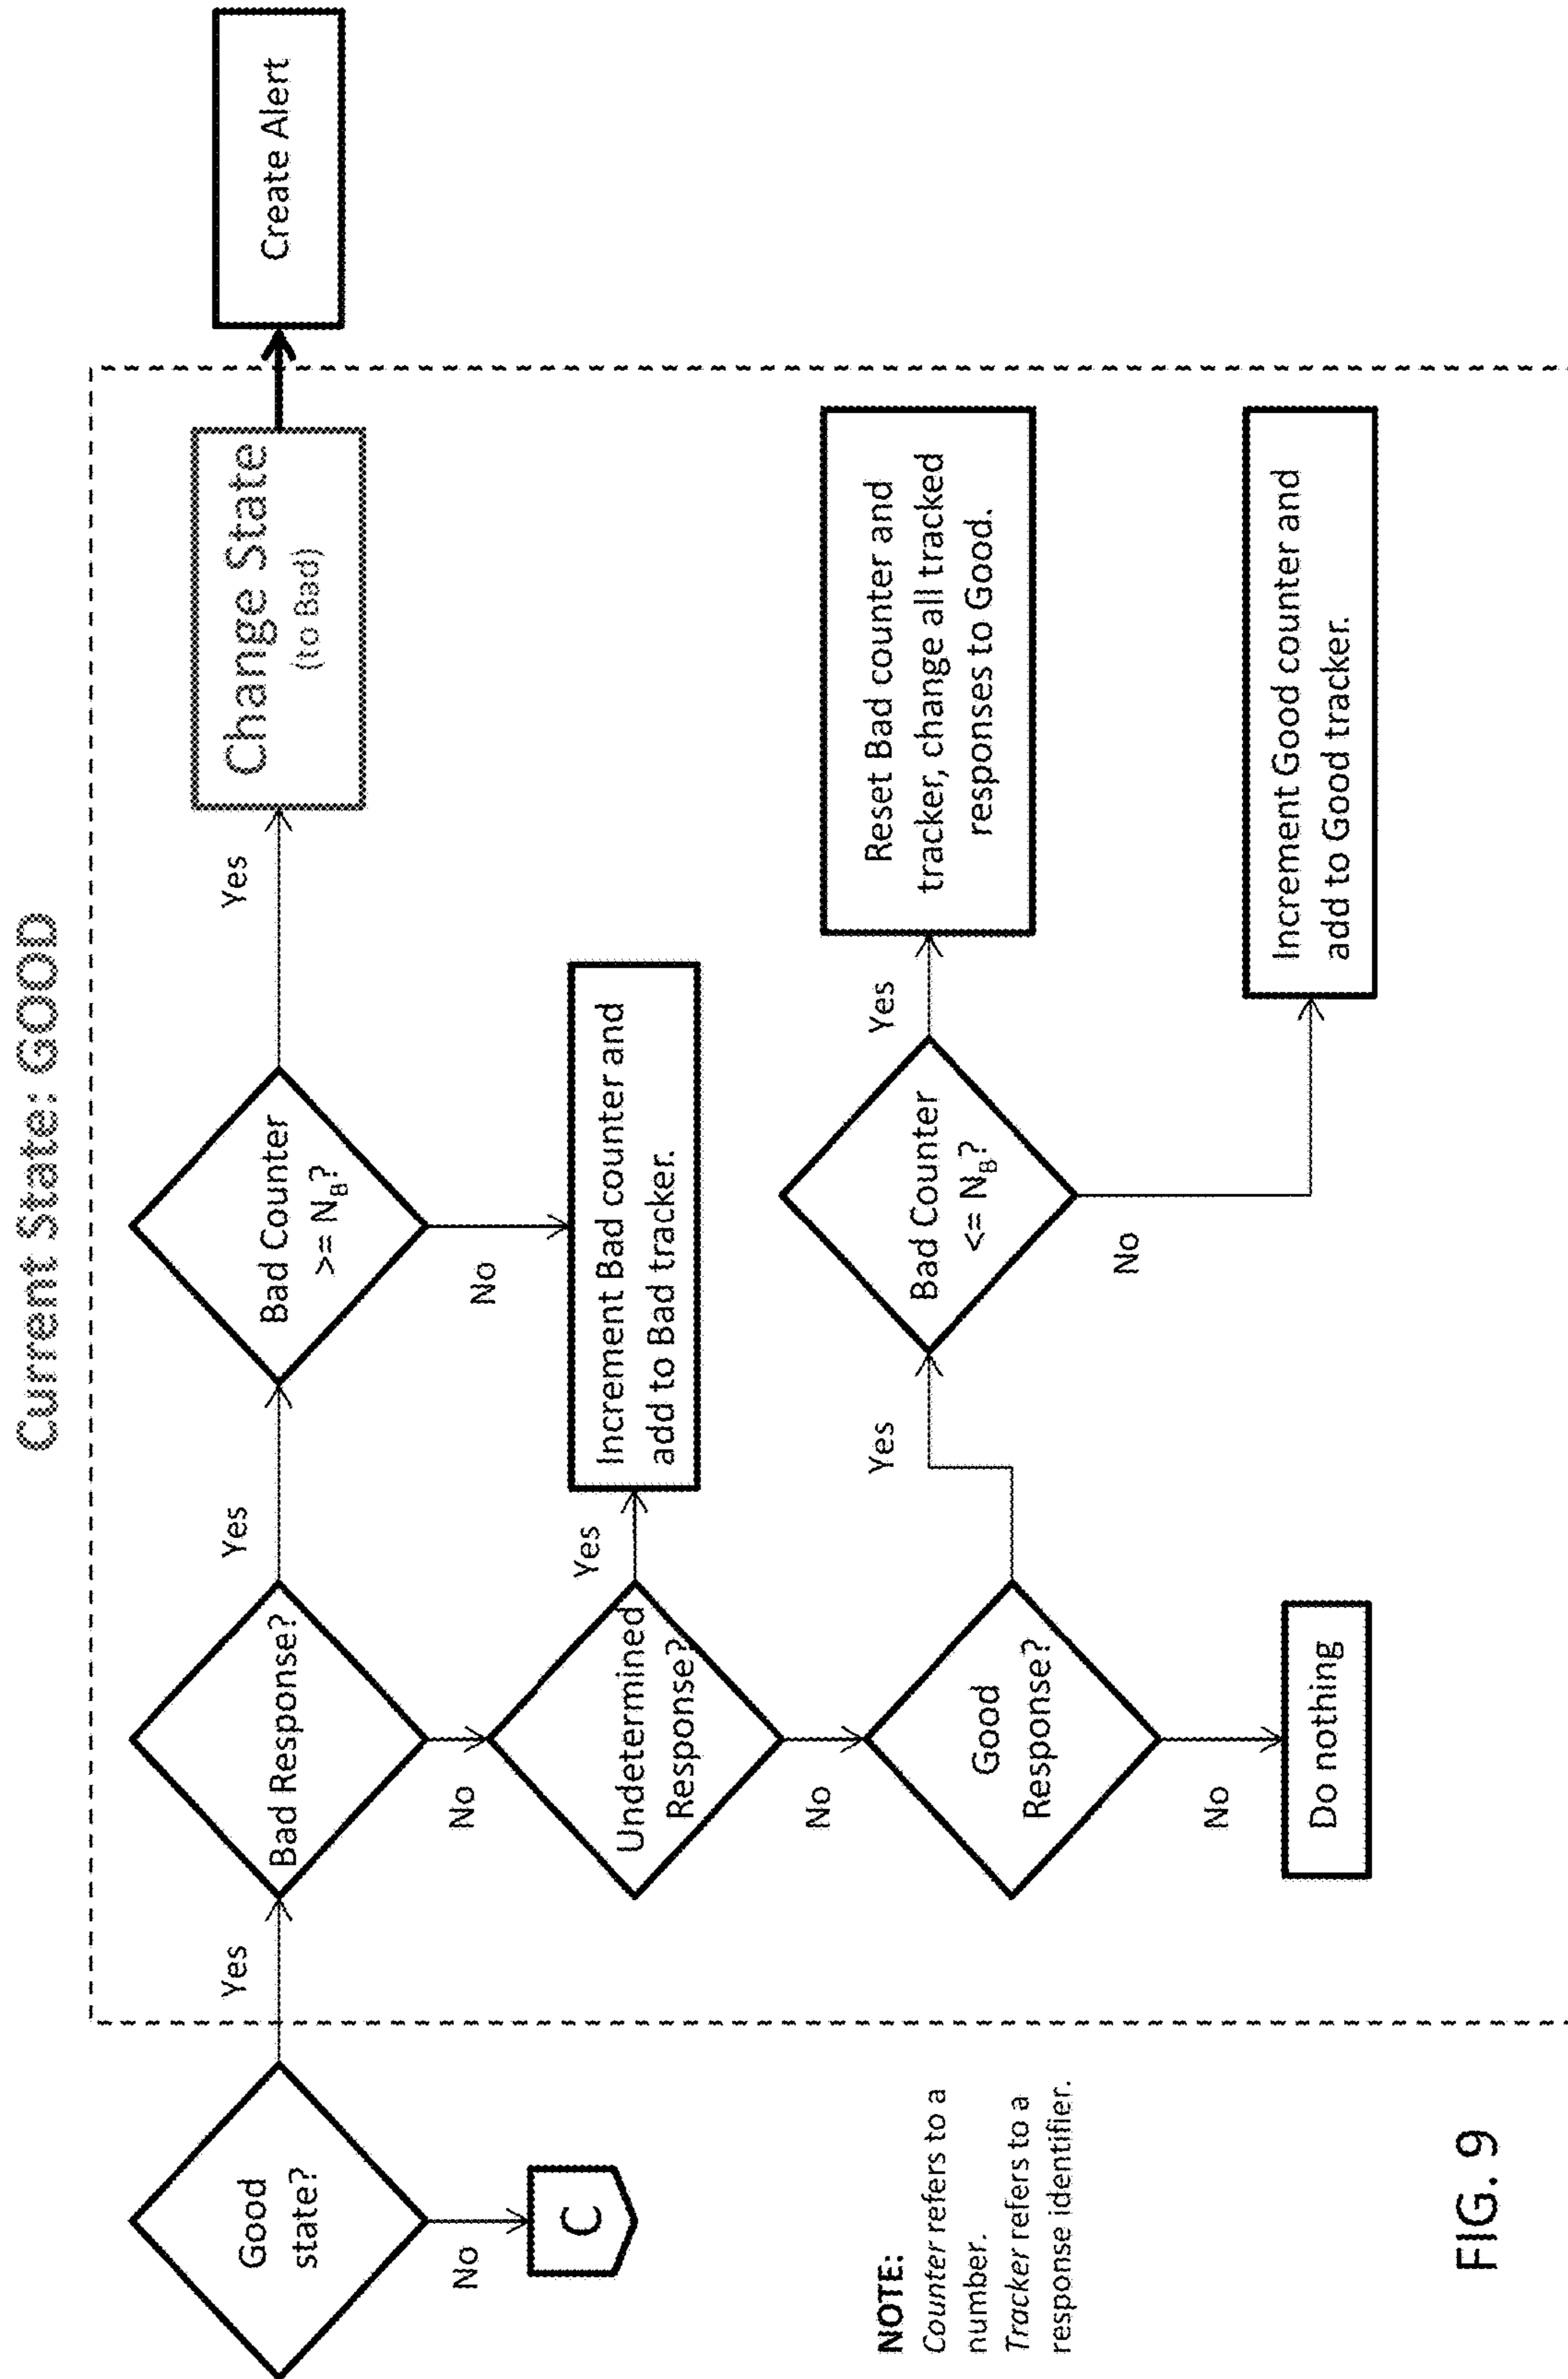 Current State: GOOD
Good
state?
Yes
No
C
Bad Response?
Yes
No
Bad Counter
>= N_B?
Yes
No
Change State
(to Bad)
Create Alert
Undetermined
Response?
Yes
No
Increment Bad counter and
add to Bad tracker.
Good
Response?
Yes
No
Do nothing
Bad Counter
<= N_B?
Yes
No
Reset Bad counter and
tracker, change all tracked
responses to Good.
Increment Good counter and
add to Good tracker.
NOTE:
Counter refers to a
number.
Tracker refers to a
response identifier.
FIG. 9